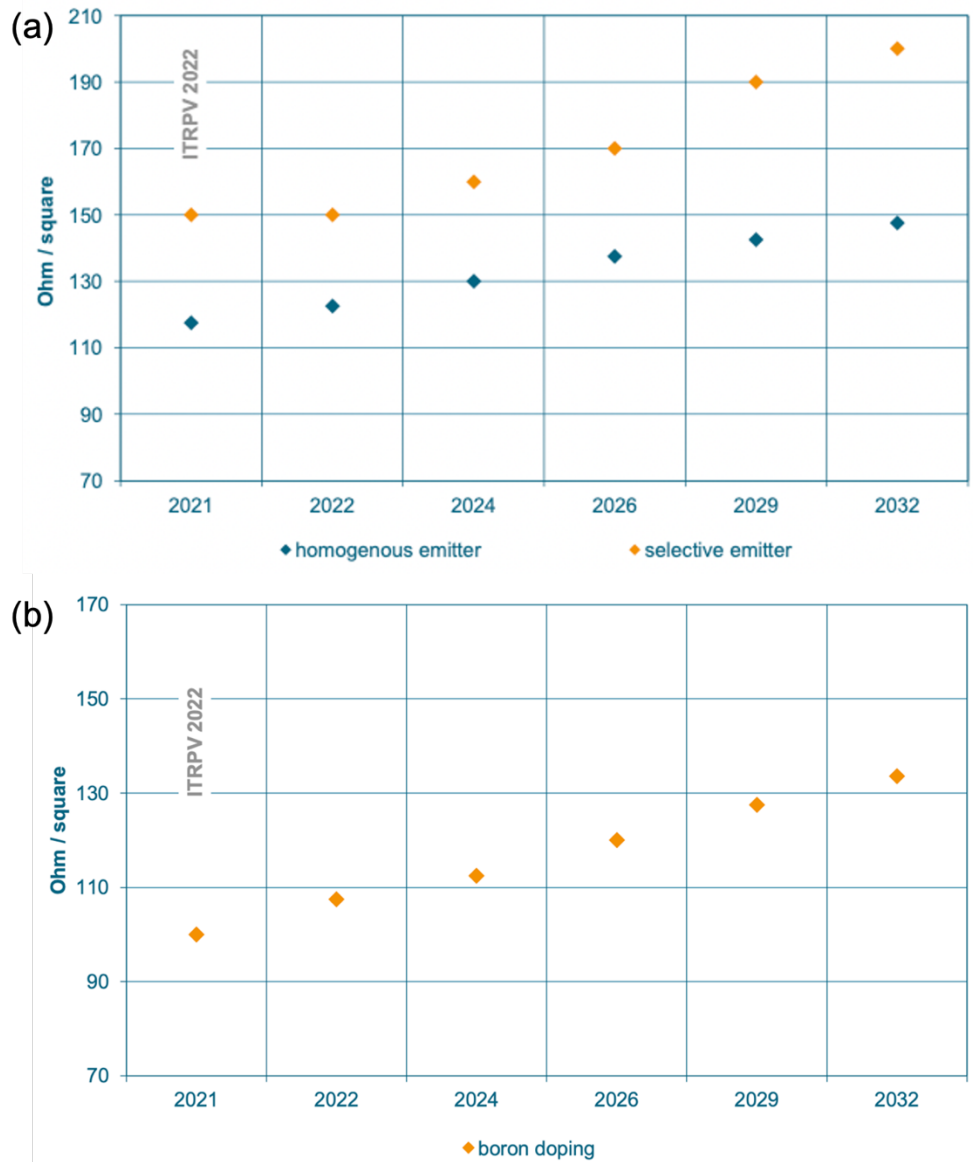 (a)
210
190
170
150
130
110
90
70
Ohm / square
ITRPV 2022
2021 2022 2024 2026 2029 2032
homogenous emitter selective emitter
(b)
170
150
130
110
90
70
Ohm / square
ITRPV 2022
2021 2022 2024 2026 2029 2032
boron doping